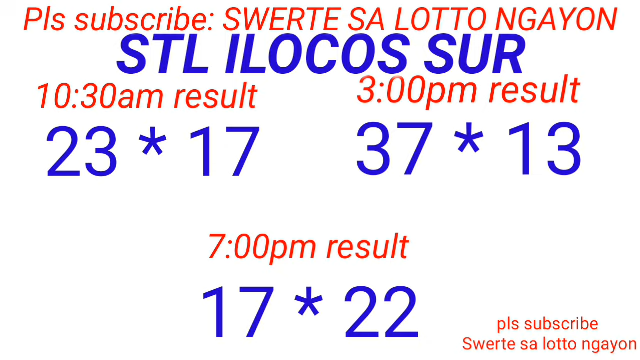 Pls subscribe: SWERTE SA LOTTO NGAYON
STL ILOCOS SUR
10:30am result
23 * 17
3:00pm result
37 * 13
7:00pm result
17 * 22
pls subscribe
Swerte sa lotto ngayon